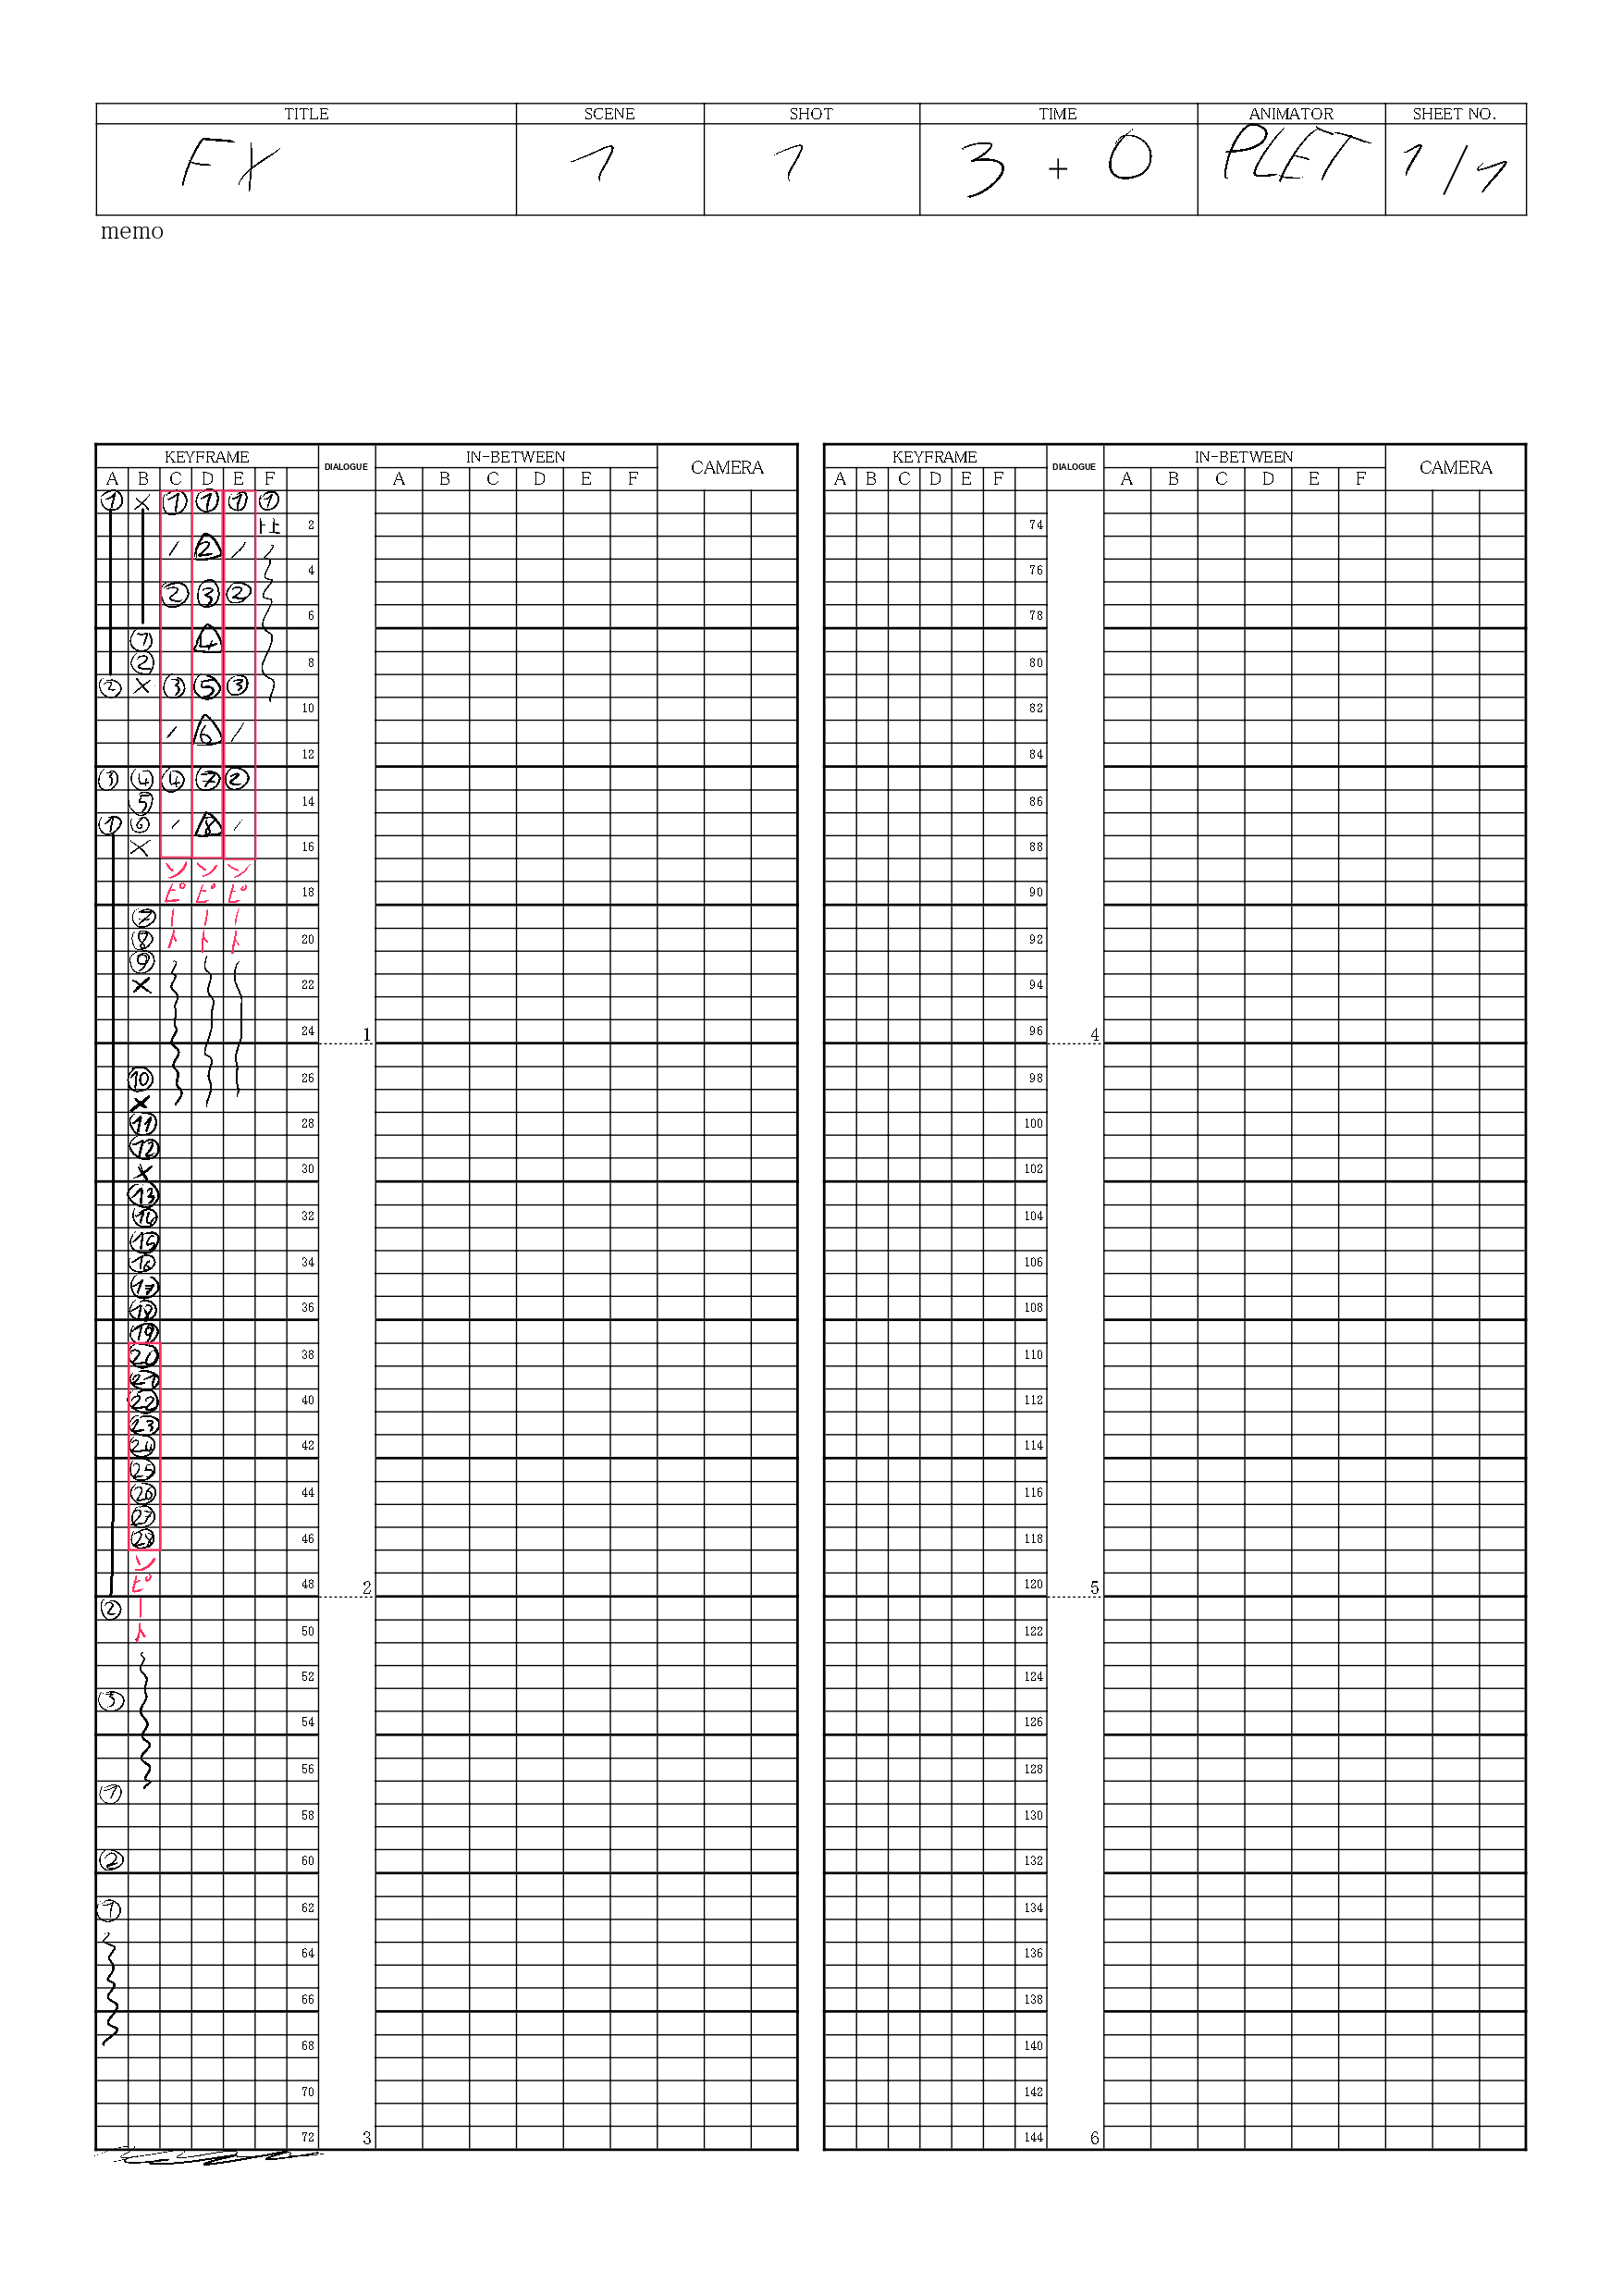 TITLE SCENE SHOT TIME ANIMATOR SHEET NO.
FX 1 1 3 + 0 PLET 1/1
memo
KEYFRAME DIALOGUE IN-BETWEEN CAMERA KEYFRAME DIALOGUE IN-BETWEEN CAMERA
A B C D E F A B C D E F A B C D E F A B C D E F
① × ① ① ① ①
止 2 74
/ 2 /
4 76
② ③ ②
6 78
① 4
② 8 80
② × ③ ⑤ ③
10 82
/ 6 /
12 84
③ ④ ④ ⑦ ②
⑤ 14 86
① ⑥ / 8 /
× 16 88
ソ ソ ソ
ピ ピ ピ 18 90
⑦ ー ー ー
⑧ ト ト ト 20 92
⑨
× 22 94
24 1 96 4
⑩ 26 98
×
⑪ 28 100
⑫
× 30 102
⑬
⑭ 32 104
⑮
⑯ 34 106
⑰
⑱ 36 108
⑲
⑳ 38 110
㉑
㉒ 40 112
㉓
㉔ 42 114
㉕
㉖ 44 116
㉗
㉘ 46 118
ソ
ピ 48 2 120 5
② ー
ト 50 122
52 124
③
54 126
56 128
①
58 130
② 60 132
① 62 134
64 136
66 138
68 140
70 142
72 3 144 6